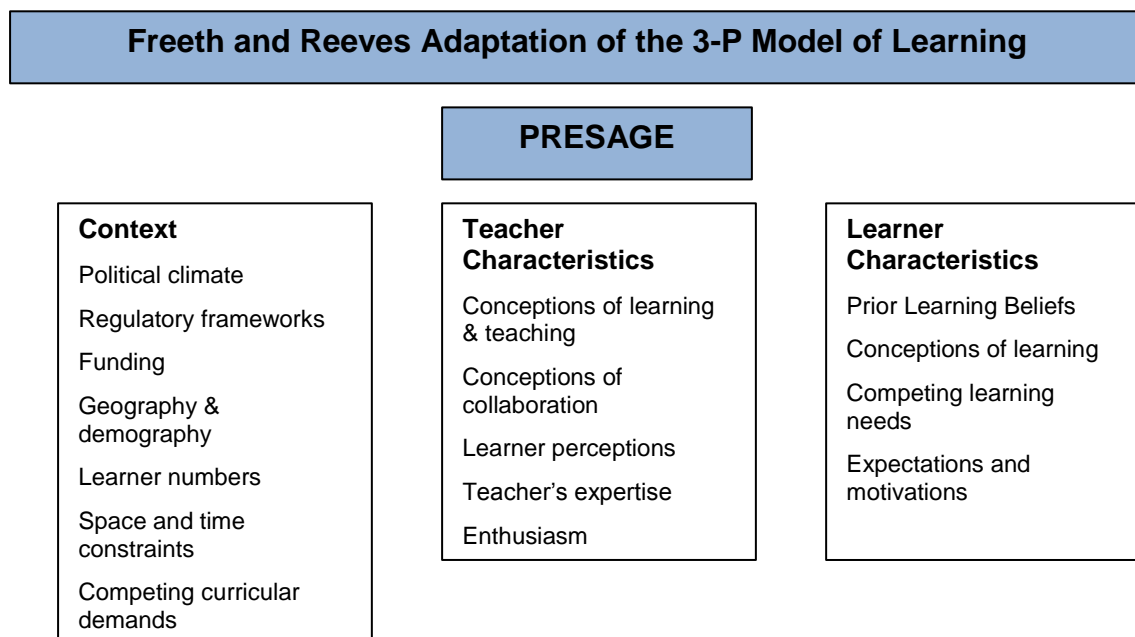 Freeth and Reeves Adaptation of the 3-P Model of Learning
PRESAGE
Context
Political climate
Regulatory frameworks
Funding
Geography &
demography
Learner numbers
Space and time
constraints
Competing curricular
demands
Teacher
Characteristics
Conceptions of learning
& teaching
Conceptions of
collaboration
Learner perceptions
Teacher’s expertise
Enthusiasm
Learner
Characteristics
Prior Learning Beliefs
Conceptions of learning
Competing learning
needs
Expectations and
motivations